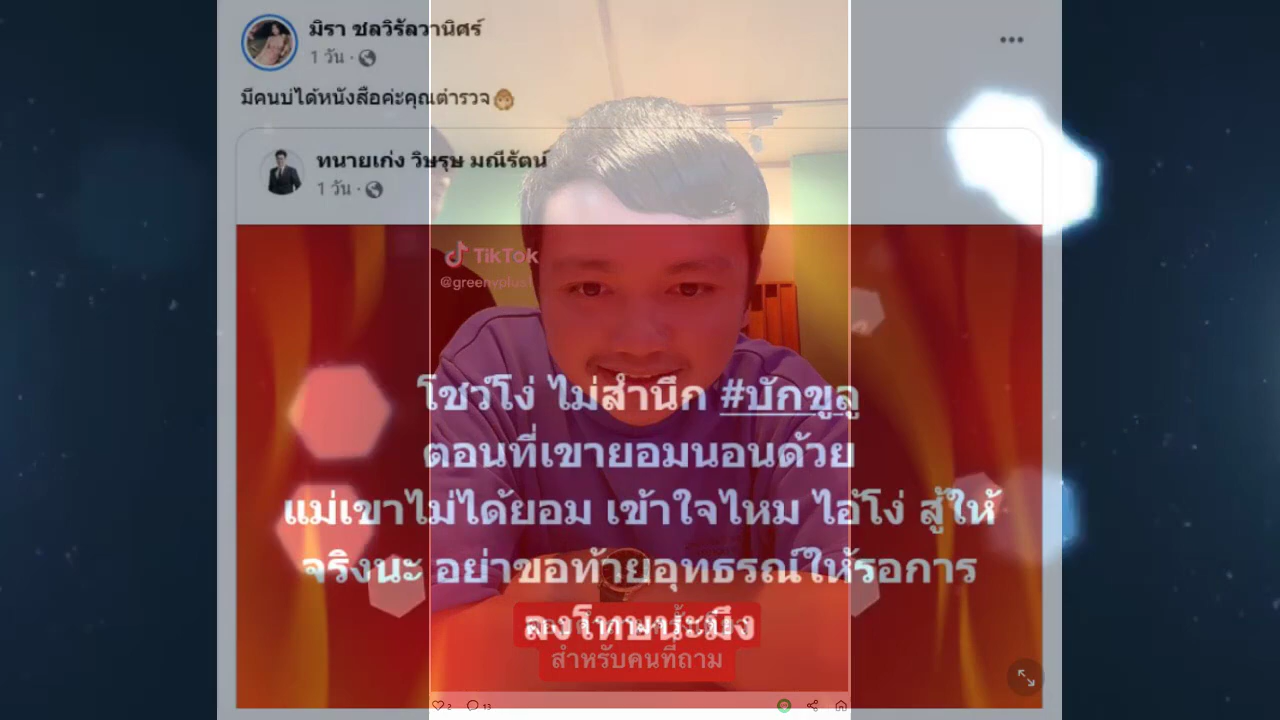 มิรา ชลวิรัลวานิศร์
1 วัน ·
มีคนบ่ได้หนังสือค่ะคุณตำรวจ🙊
ทนายเก่ง วิษรุษ มณีรัตน์
1 วัน ·
TikTok
@greenyplus1
โชว์โง่ ไม่สำนึก #บักขูลู
ตอนที่เขายอมนอนด้วย
แม่เขาไม่ได้ยอม เข้าใจไหม ไอ้โง่ สู้ให้
จริงนะ อย่าขอท้ายอุทธรณ์ให้รอการ
ลงโทษนะมึง
สำหรับคนที่ถาม
2
13